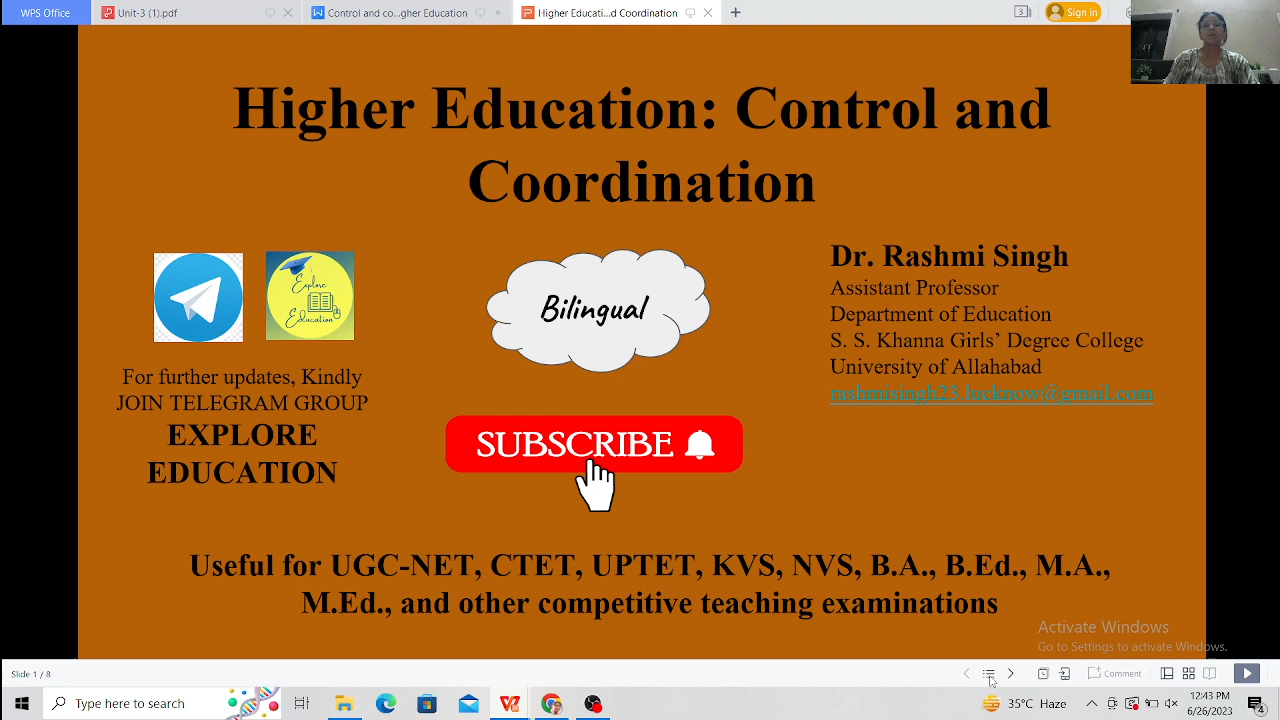 WPS Office
Unit-3 (1).pdf
Control and co...gher Education
Higher Educati...d Coordination
Sign in
Higher Education: Control and
Coordination
Explore
Education
For further updates, Kindly
JOIN TELEGRAM GROUP
EXPLORE
EDUCATION
Bilingual
SUBSCRIBE
Dr. Rashmi Singh
Assistant Professor
Department of Education
S. S. Khanna Girls’ Degree College
University of Allahabad
rashmisingh23.lucknow@gmail.com
Useful for UGC-NET, CTET, UPTET, KVS, NVS, B.A., B.Ed., M.A.,
M.Ed., and other competitive teaching examinations
Activate Windows
Go to Settings to activate Windows.
Slide 1 / 8
Comment
Type here to search
35°C Haze
12:43 PM
6/26/2023
4